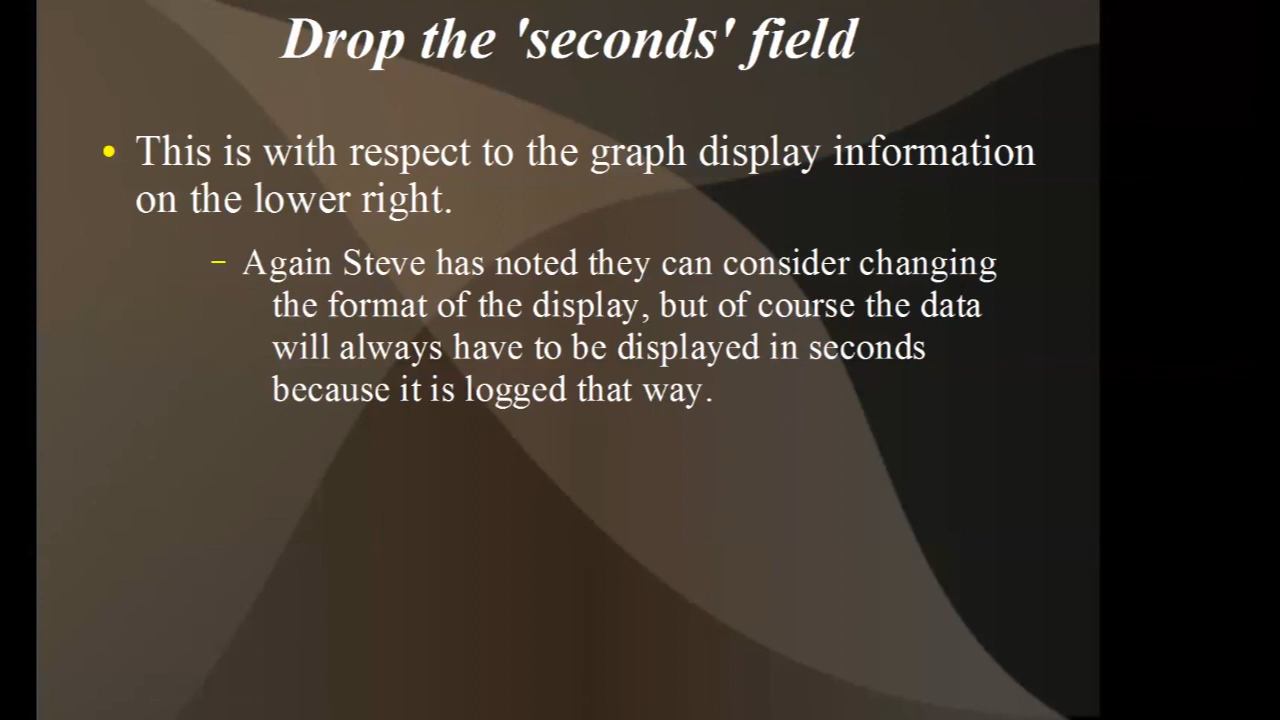 Drop the 'seconds' field
• This is with respect to the graph display information
on the lower right.
– Again Steve has noted they can consider changing
the format of the display, but of course the data
will always have to be displayed in seconds
because it is logged that way.